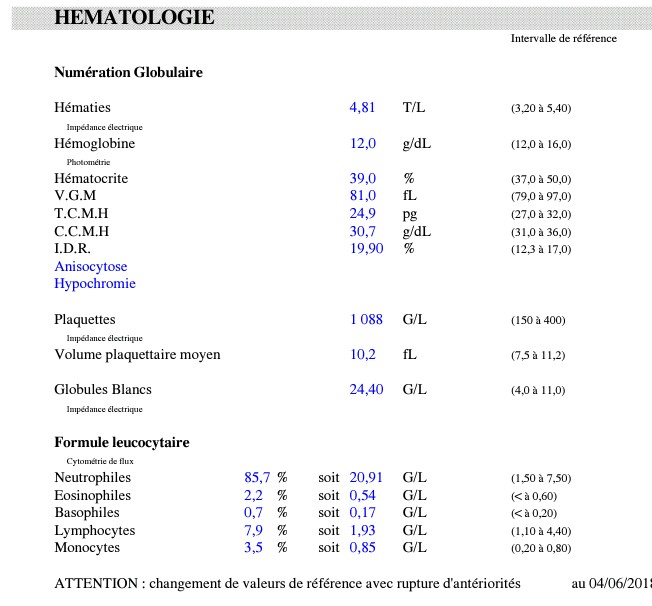 HEMATOLOGIE
Intervalle de référence
Numération Globulaire
Hématies 4,81 T/L (3,20 à 5,40)
Impédance électrique
Hémoglobine 12,0 g/dL (12,0 à 16,0)
Photométrie
Hématocrite 39,0 % (37,0 à 50,0)
V.G.M 81,0 fL (79,0 à 97,0)
T.C.M.H 24,9 pg (27,0 à 32,0)
C.C.M.H 30,7 g/dL (31,0 à 36,0)
I.D.R. 19,90 % (12,3 à 17,0)
Anisocytose
Hypochromie
Plaquettes 1 088 G/L (150 à 400)
Impédance électrique
Volume plaquettaire moyen 10,2 fL (7,5 à 11,2)
Globules Blancs 24,40 G/L (4,0 à 11,0)
Impédance électrique
Formule leucocytaire
Cytométrie de flux
Neutrophiles 85,7 % soit 20,91 G/L (1,50 à 7,50)
Eosinophiles 2,2 % soit 0,54 G/L (< à 0,60)
Basophiles 0,7 % soit 0,17 G/L (< à 0,20)
Lymphocytes 7,9 % soit 1,93 G/L (1,10 à 4,40)
Monocytes 3,5 % soit 0,85 G/L (0,20 à 0,80)
ATTENTION : changement de valeurs de référence avec rupture d'antériorités au 04/06/2018